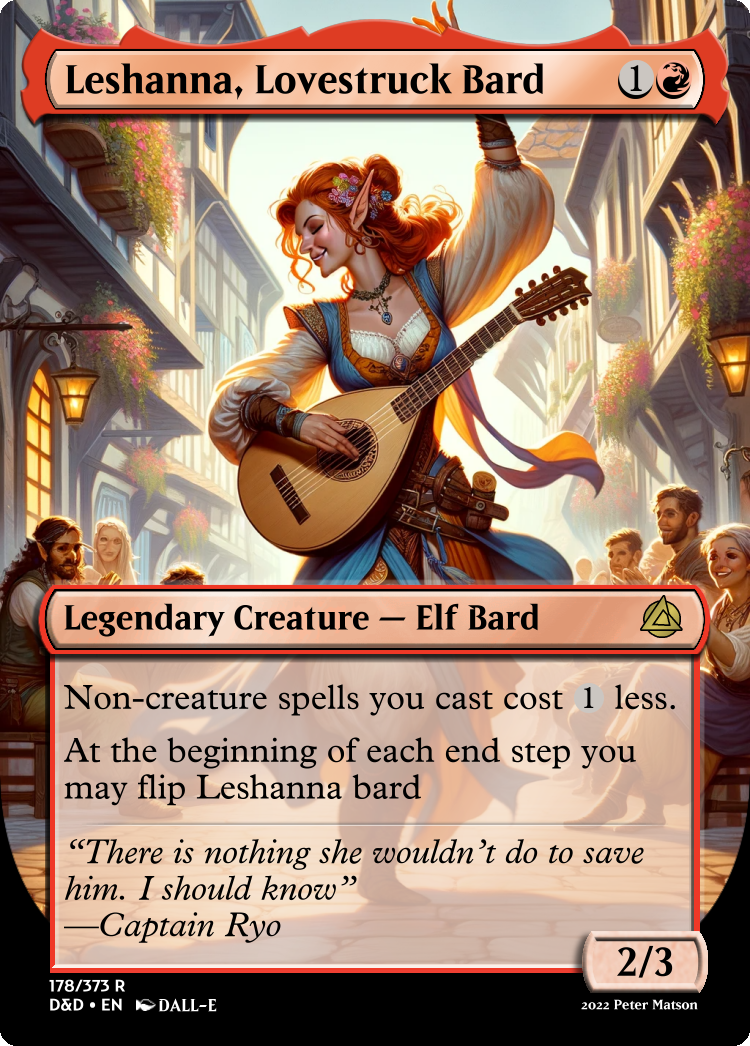 Leshanna, Lovestruck Bard 1
Legendary Creature — Elf Bard
Non-creature spells you cast cost 1 less.
At the beginning of each end step you
may flip Leshanna bard
“There is nothing she wouldn’t do to save
him. I should know”
—Captain Ryo
2/3
178/373 R
D&D • EN DALL-E
2022 Peter Matson